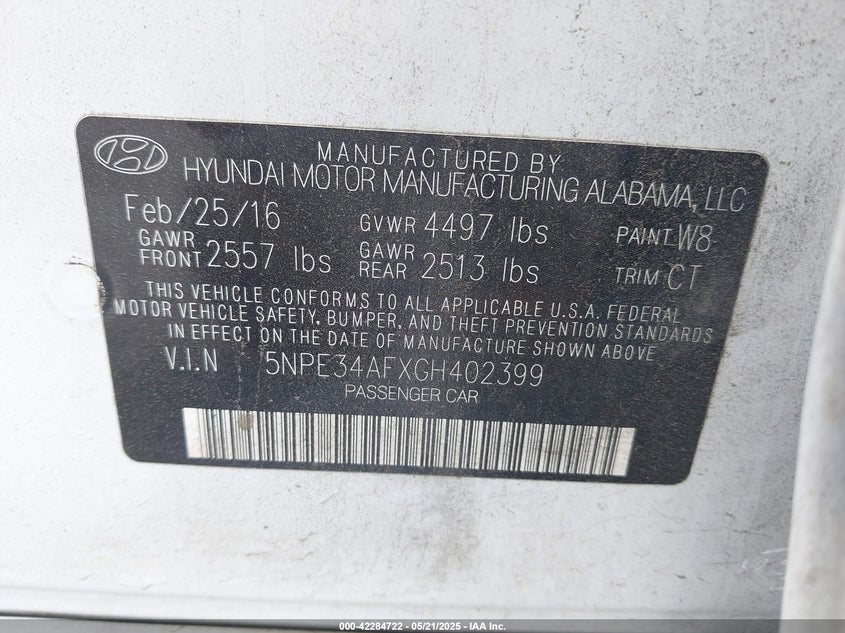 MANUFACTURED BY
HYUNDAI MOTOR MANUFACTURING ALABAMA, LLC
Feb/25/16 GVWR 4497 lbs PAINT W8
GAWR FRONT 2557 lbs GAWR REAR 2513 lbs TRIM CT
THIS VEHICLE CONFORMS TO ALL APPLICABLE U.S.A. FEDERAL
MOTOR VEHICLE SAFETY, BUMPER, AND THEFT PREVENTION STANDARDS
IN EFFECT ON THE DATE OF MANUFACTURE SHOWN ABOVE
V.I.N 5NPE34AFXGH402399
PASSENGER CAR
000-42284722 - 05/21/2025 - IAA Inc.